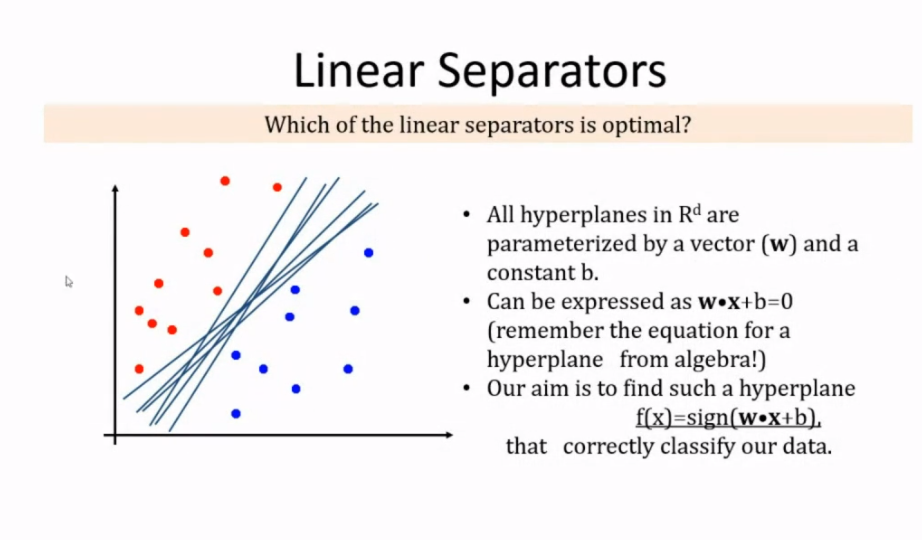 Linear Separators
Which of the linear separators is optimal?
• All hyperplanes in Rᵈ are
parameterized by a vector (w) and a
constant b.
• Can be expressed as w•x+b=0
(remember the equation for a
hyperplane from algebra!)
• Our aim is to find such a hyperplane
f(x)=sign(w•x+b),
that correctly classify our data.